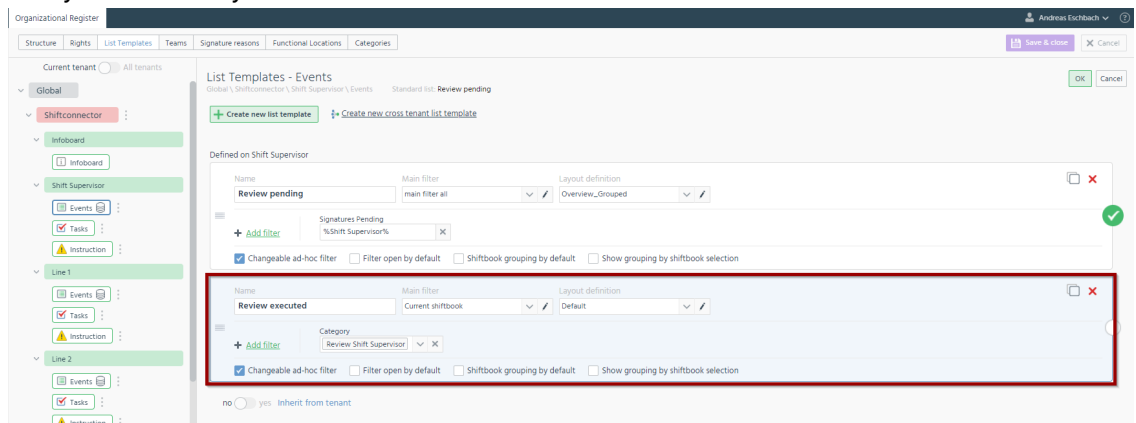 Organizational Register
Andreas Eschbach
Structure Rights List Templates Teams Signature reasons Functional Locations Categories
Save & close Cancel
Current tenant All tenants
Global
Shiftconnector
Infoboard
Infoboard
Shift Supervisor
Events
Tasks
Instruction
Line 1
Events
Tasks
Instruction
Line 2
Events
Tasks
Instruction
List Templates - Events
OK Cancel
Global \ Shiftconnector \ Shift Supervisor \ Events Standard list: Review pending
Create new list template Create new cross tenant list template
Defined on Shift Supervisor
Name Main filter Layout definition
Review pending main filter all Overview_Grouped
Signatures Pending
+ Add filter %Shift Supervisor%
Changeable ad-hoc filter Filter open by default Shiftbook grouping by default Show grouping by shiftbook selection
Name Main filter Layout definition
Review executed Current shiftbook Default
Category
+ Add filter Review Shift Supervisor
Changeable ad-hoc filter Filter open by default Shiftbook grouping by default Show grouping by shiftbook selection
no yes Inherit from tenant